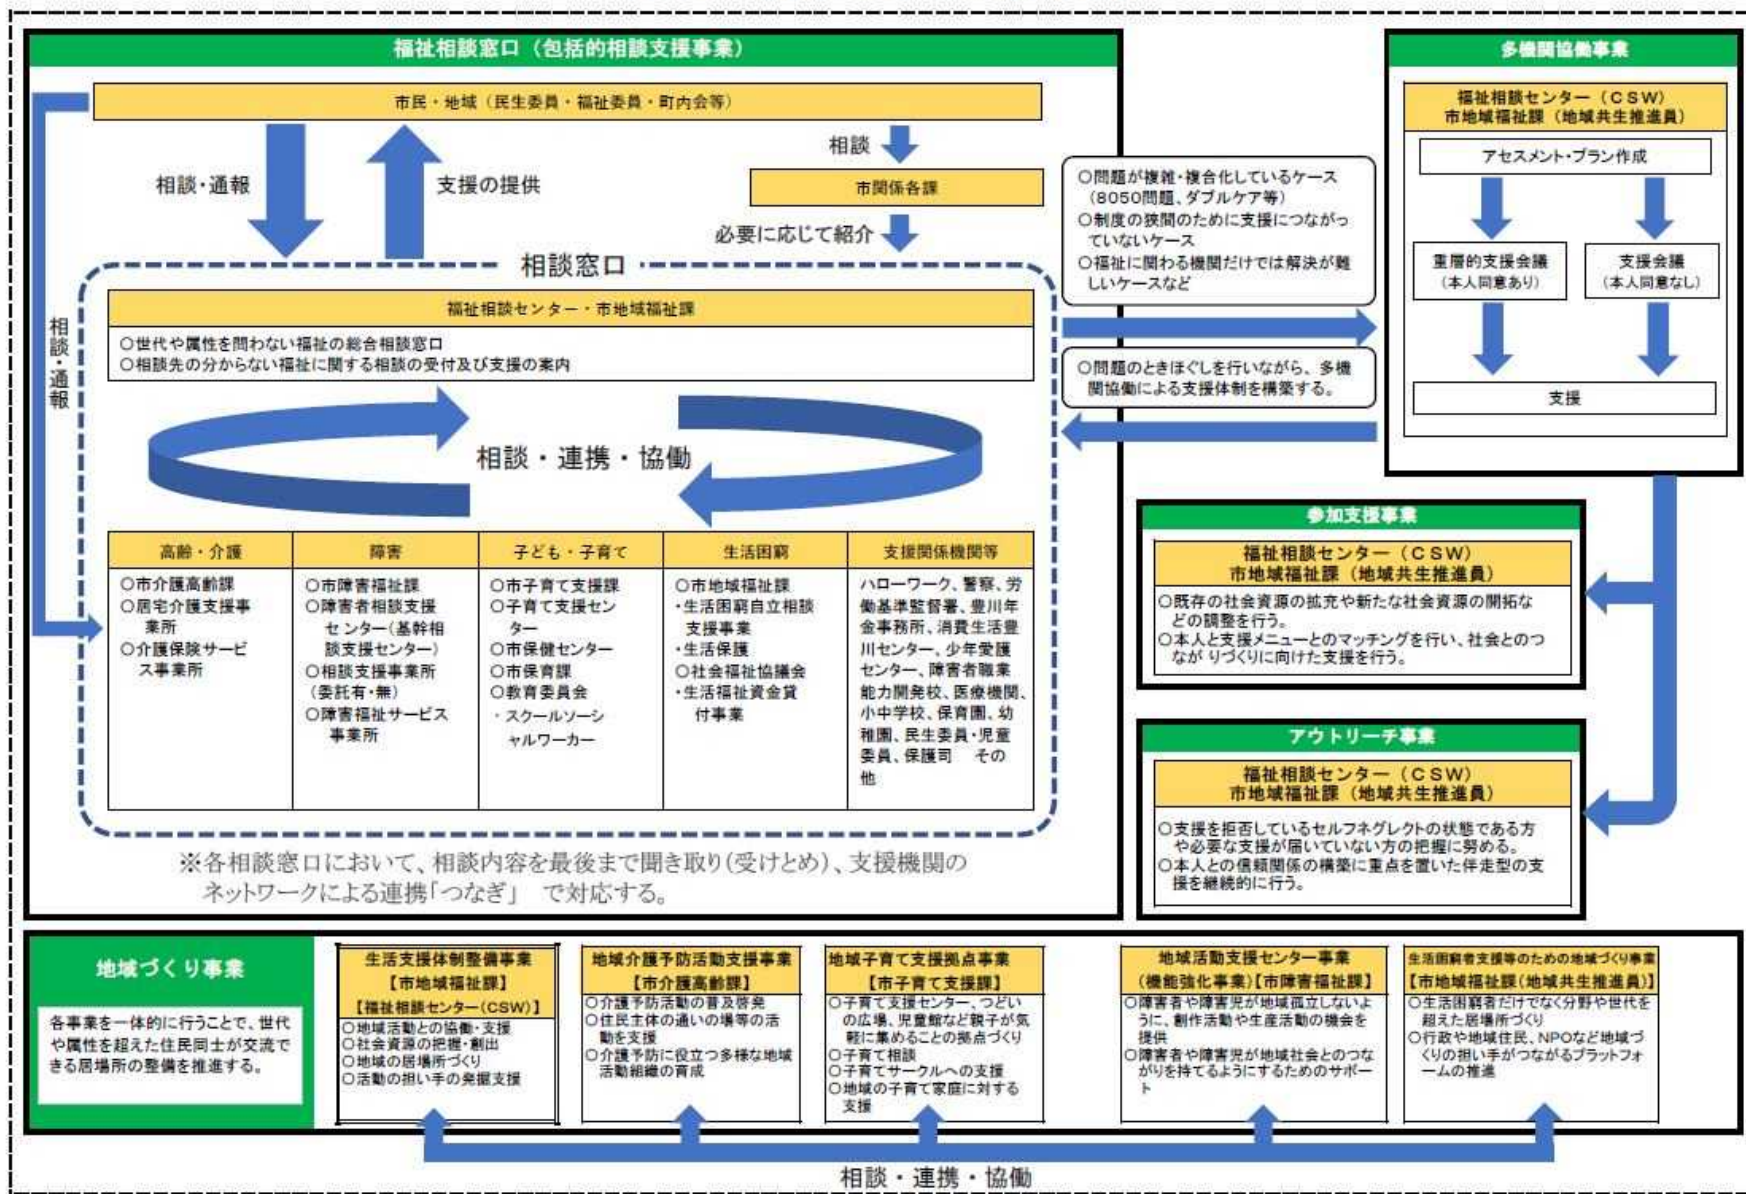 福祉相談窓口（包括的相談支援事業）
市民・地域（民生委員・福祉委員・町内会等）
相談・通報
支援の提供
相談
市関係各課
必要に応じて紹介
相談・通報
相談窓口
福祉相談センター・市地域福祉課
○世代や属性を問わない福祉の総合相談窓口
○相談先の分からない福祉に関する相談の受付及び支援の案内
相談・連携・協働
高齢・介護
○市介護高齢課
○居宅介護支援事
業所
○介護保険サービ
ス事業所
障害
○市障害福祉課
○障害者相談支援
センター（基幹相
談支援センター）
○相談支援事業所
（委託有・無）
○障害福祉サービス
事業所
子ども・子育て
○市子育て支援課
○子育て支援セン
ター
○市保健センター
○市保育課
○教育委員会
・スクールソーシ
ャルワーカー
生活困窮
○市地域福祉課
・生活困窮自立相談
支援事業
・生活保護
○社会福祉協議会
・生活福祉資金貸
付事業
支援関係機関等
ハローワーク、警察、労
働基準監督署、豊川年
金事務所、消費生活豊
川センター、少年愛護
センター、障害者職業
能力開発校、医療機関、
小中学校、保育園、幼
稚園、民生委員・児童
委員、保護司　その
他
※各相談窓口において、相談内容を最後まで聞き取り(受けとめ)、支援機関の
ネットワークによる連携「つなぎ」　で対応する。
○問題が複雑・複合化しているケース
（8050問題、ダブルケア等）
○制度の狭間のために支援につながっ
ていないケース
○福祉に関わる機関だけでは解決が難
しいケースなど
○問題のときほぐしを行いながら、多機
関協働による支援体制を構築する。
多機関協働事業
福祉相談センター（ＣＳＷ）
市地域福祉課（地域共生推進員）
アセスメント・プラン作成
重層的支援会議
（本人同意あり）
支援会議
（本人同意なし）
支援
参加支援事業
福祉相談センター（ＣＳＷ）
市地域福祉課（地域共生推進員）
○既存の社会資源の拡充や新たな社会資源の開拓な
どの調整を行う。
○本人と支援メニューとのマッチングを行い、社会とのつ
ながりづくりに向けた支援を行う。
アウトリーチ事業
福祉相談センター（ＣＳＷ）
市地域福祉課（地域共生推進員）
○支援を拒否しているセルフネグレクトの状態である方
や必要な支援が届いていない方の把握に努める。
○本人との信頼関係の構築に重点を置いた伴走型の支
援を継続的に行う。
地域づくり事業
各事業を一体的に行うことで、世代
や属性を超えた住民同士が交流で
きる居場所の整備を推進する。
生活支援体制整備事業
【市地域福祉課】
【福祉相談センター(CSW)】
○地域活動との協働・支援
○社会資源の把握・創出
○地域の居場所づくり
○活動の担い手の発掘支援
地域介護予防活動支援事業
【市介護高齢課】
○介護予防活動の普及啓発
○住民主体の通いの場等の活
動を支援
○介護予防に役立つ多様な地域
活動組織の育成
地域子育て支援拠点事業
【市子育て支援課】
○子育て支援センター、つどい
の広場、児童館など親子が気
軽に集めることの拠点づくり
○子育て相談
○子育てサークルへの支援
○地域の子育て家庭に対する
支援
地域活動支援センター事業
（機能強化事業）【市障害福祉課】
○障害者や障害児が地域孤立しないよ
うに、創作活動や生産活動の機会を
提供
○障害者や障害児が地域社会とのつな
がりを持てるようにするためのサポー
ト
生活困窮者支援等のための地域づくり事業
【市地域福祉課(地域共生推進員)】
○生活困窮者だけでなく分野や世代を
超えた居場所づくり
○行政や地域住民、NPOなど地域づ
くりの担い手がつながるプラットフォ
ームの推進
相談・連携・協働